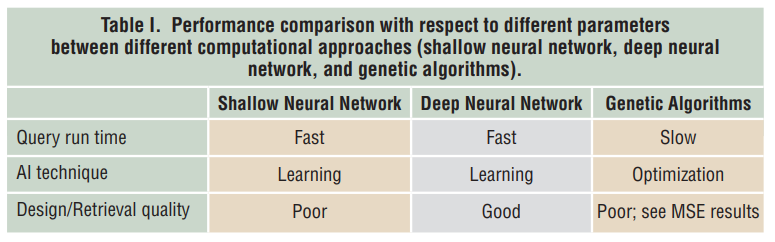 Table I. Performance comparison with respect to different parameters
between different computational approaches (shallow neural network, deep neural
network, and genetic algorithms).
Shallow Neural Network Deep Neural Network Genetic Algorithms
Query run time Fast Fast Slow
AI technique Learning Learning Optimization
Design/Retrieval quality Poor Good Poor; see MSE results